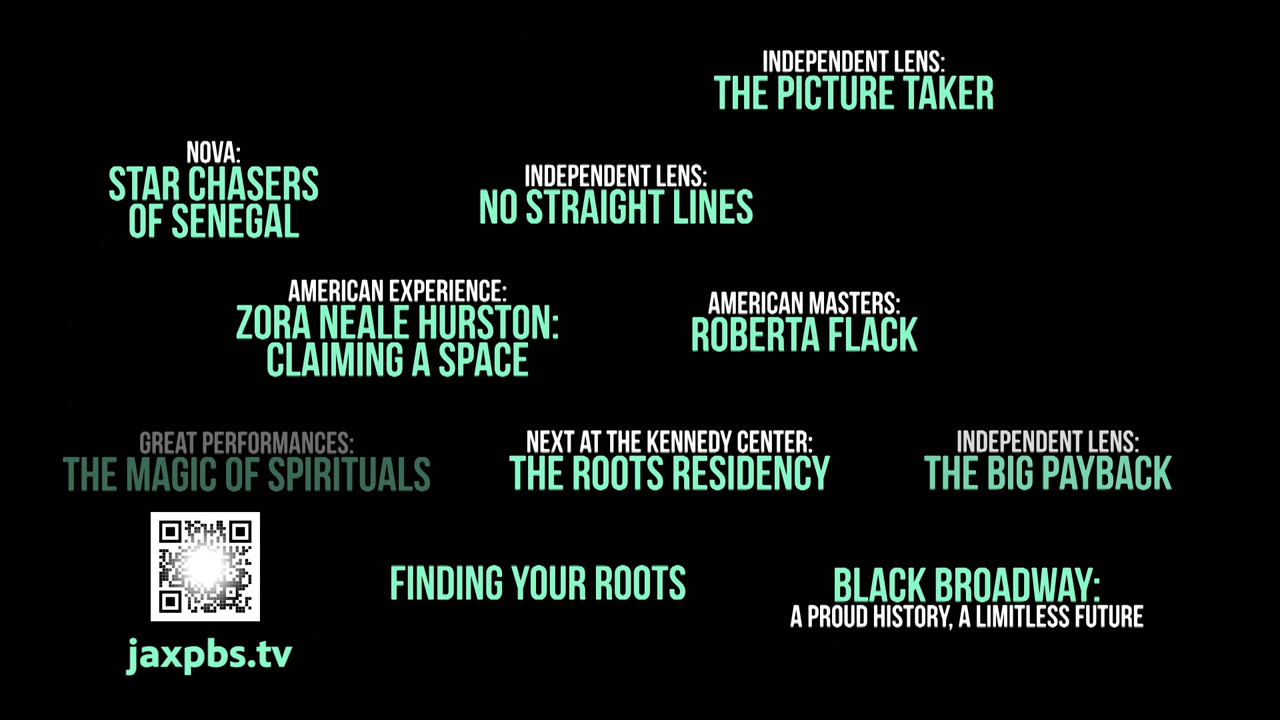 INDEPENDENT LENS:
THE PICTURE TAKER
NOVA:
STAR CHASERS
OF SENEGAL
INDEPENDENT LENS:
NO STRAIGHT LINES
AMERICAN EXPERIENCE:
ZORA NEALE HURSTON:
CLAIMING A SPACE
AMERICAN MASTERS:
ROBERTA FLACK
GREAT PERFORMANCES:
THE MAGIC OF SPIRITUALS
NEXT AT THE KENNEDY CENTER:
THE ROOTS RESIDENCY
INDEPENDENT LENS:
THE BIG PAYBACK
FINDING YOUR ROOTS
BLACK BROADWAY:
A PROUD HISTORY, A LIMITLESS FUTURE
jaxpbs.tv